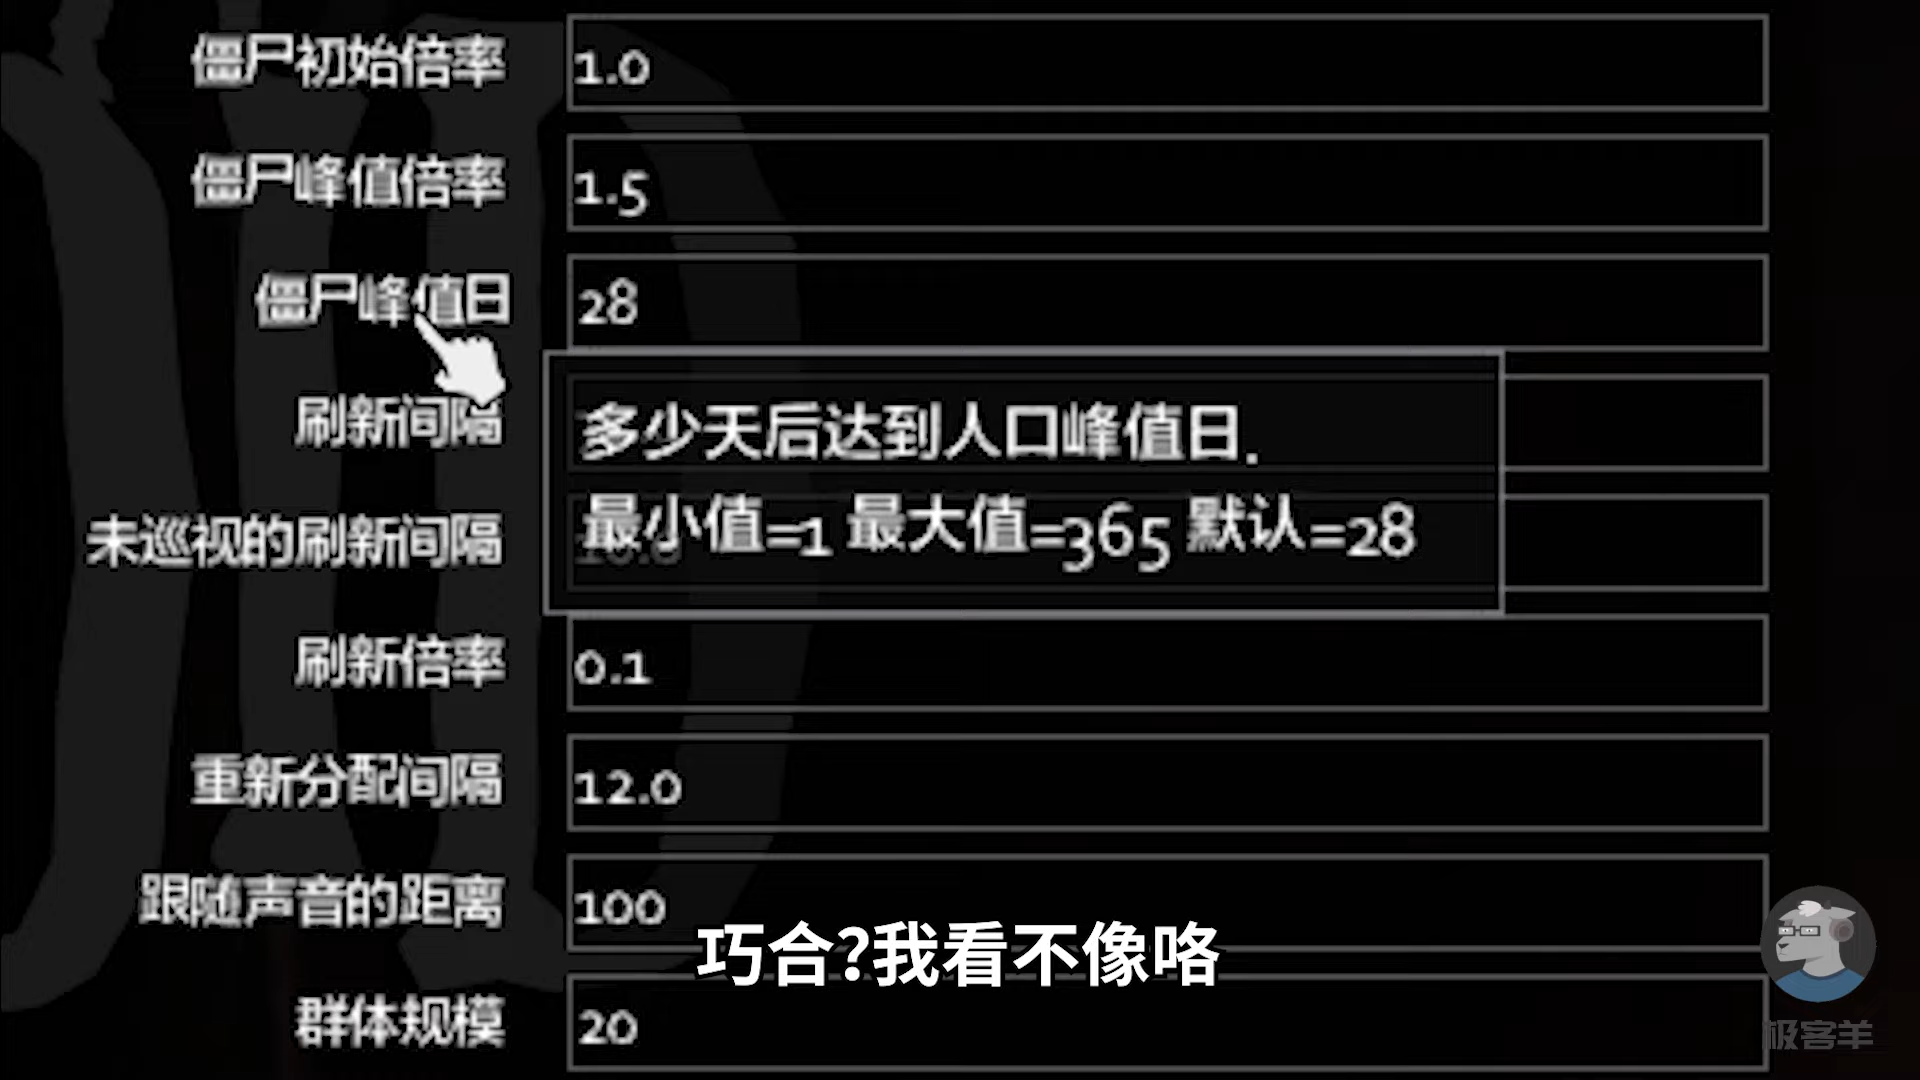 僵尸初始倍率 1.0
僵尸峰值倍率 1.5
僵尸峰值日 28
刷新间隔
多少天后达到人口峰值日.
最小值=1 最大值=365 默认=28
未巡视的刷新间隔
刷新倍率 0.1
重新分配间隔 12.0
跟随声音的距离 100
巧合?我看不像咯
群体规模 20
极客羊